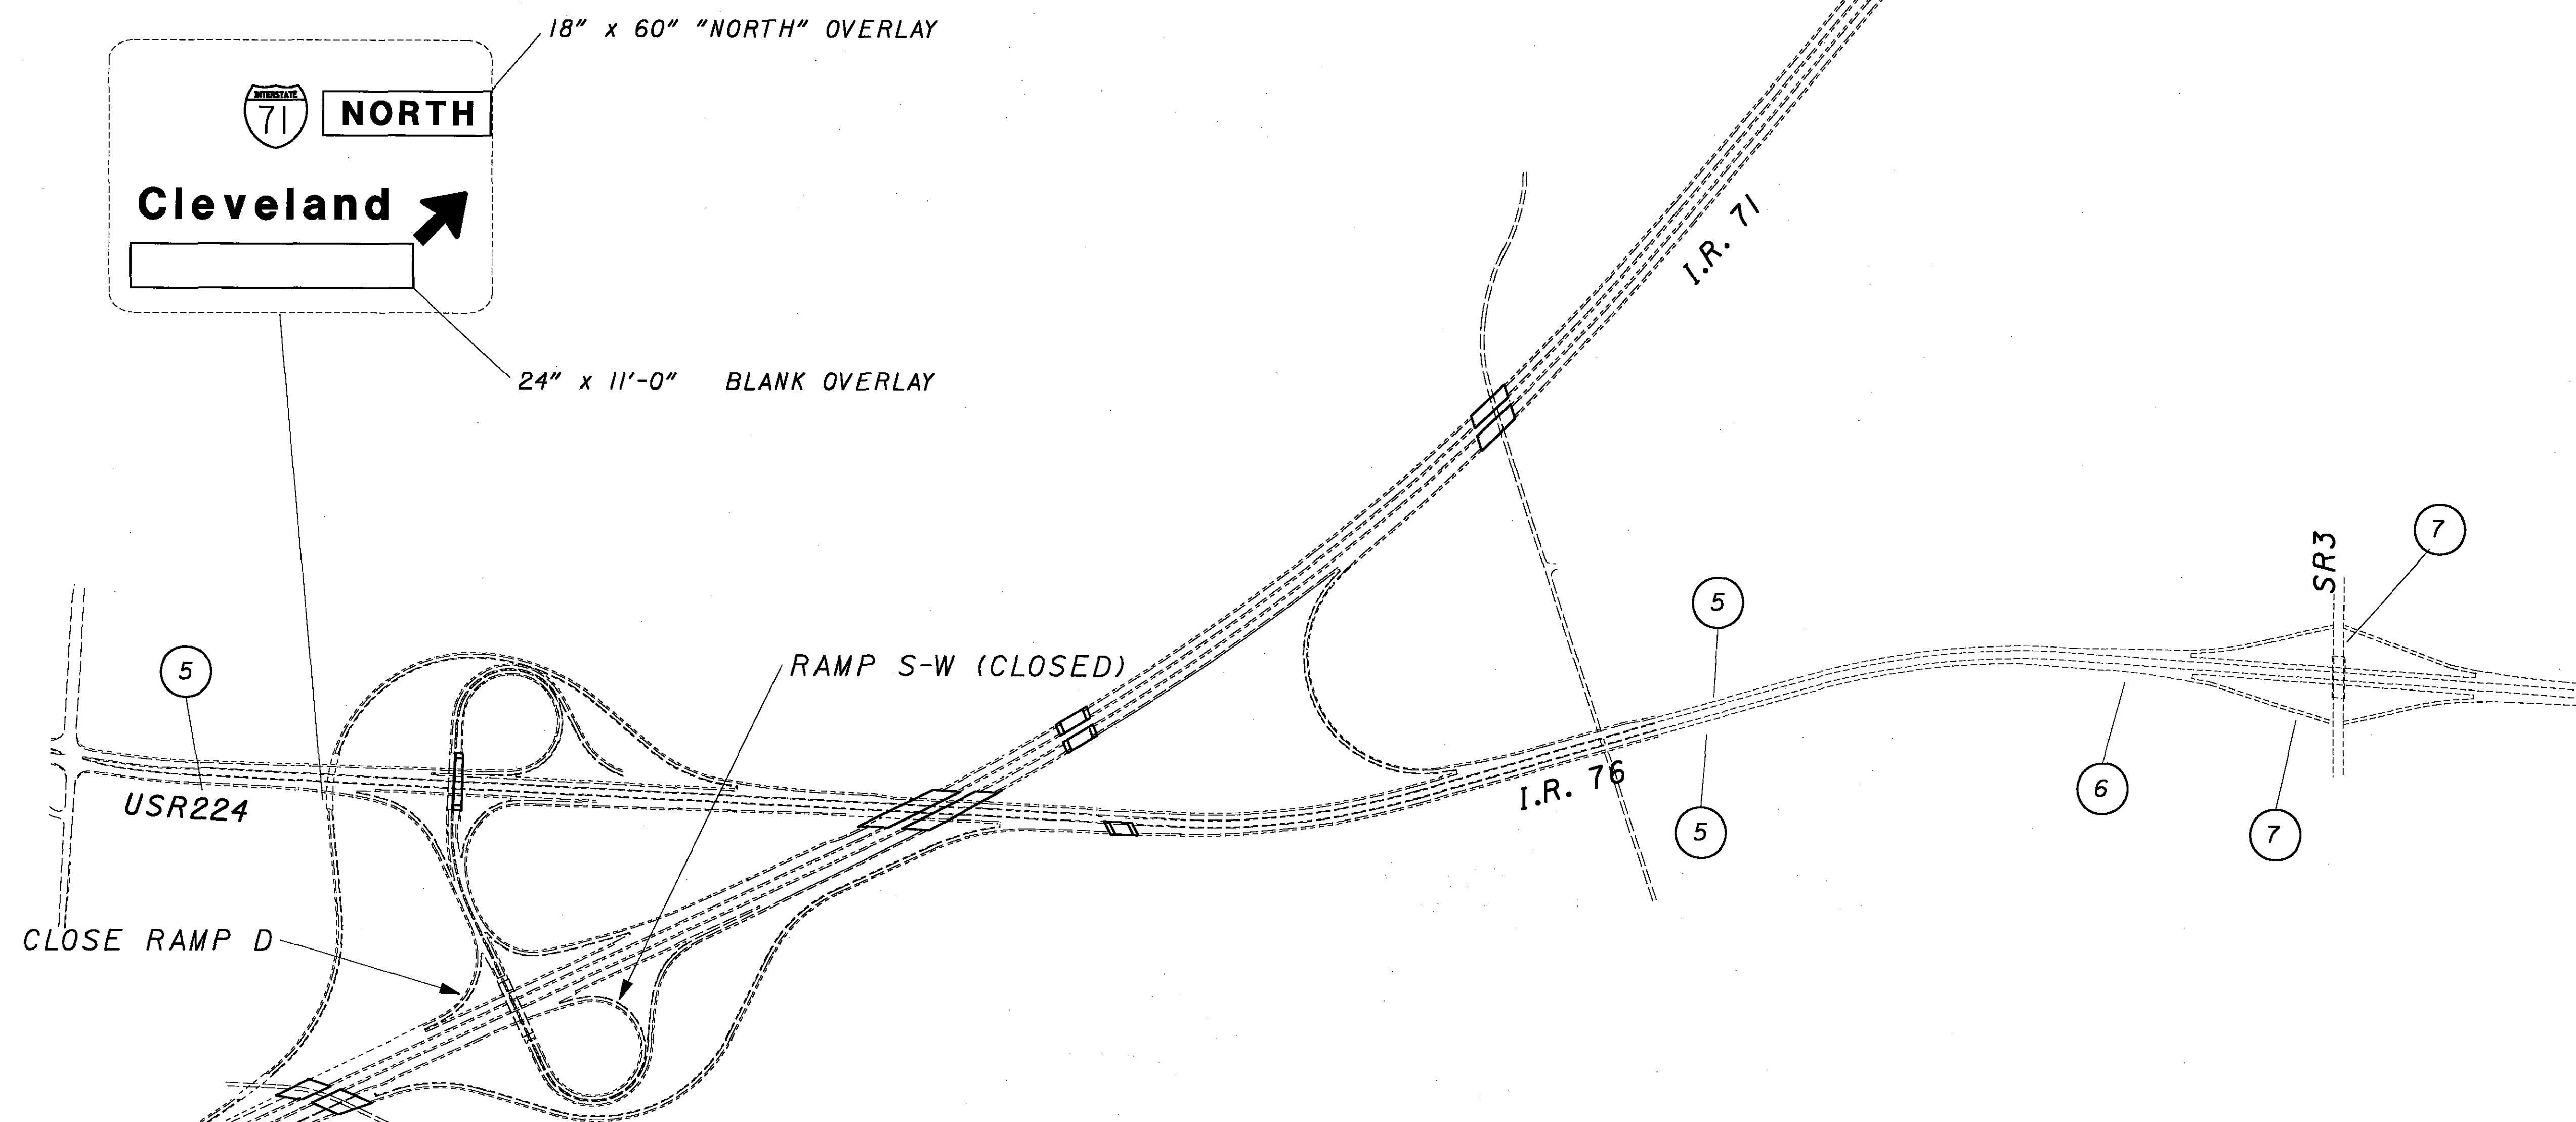 18" x 60" "NORTH" OVERLAY
INTERSTATE
71
NORTH
Cleveland
24" x 11'-0" BLANK OVERLAY
I.R. 71
7
SR3
5
5
RAMP S-W (CLOSED)
USR224
I.R. 76
6
5
7
CLOSE RAMP D